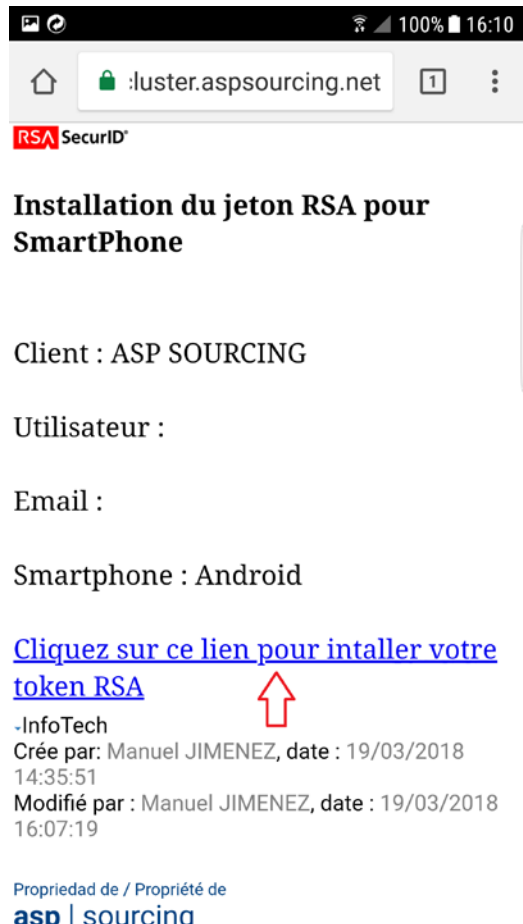 100% 16:10
:luster.aspsourcing.net 1
RSA SecurID®
Installation du jeton RSA pour
SmartPhone
Client : ASP SOURCING
Utilisateur :
Email :
Smartphone : Android
Cliquez sur ce lien pour intaller votre
token RSA
-InfoTech
Crée par: Manuel JIMENEZ, date : 19/03/2018
14:35:51
Modifié par : Manuel JIMENEZ, date : 19/03/2018
16:07:19
Propriedad de / Propriété de
asp | sourcing